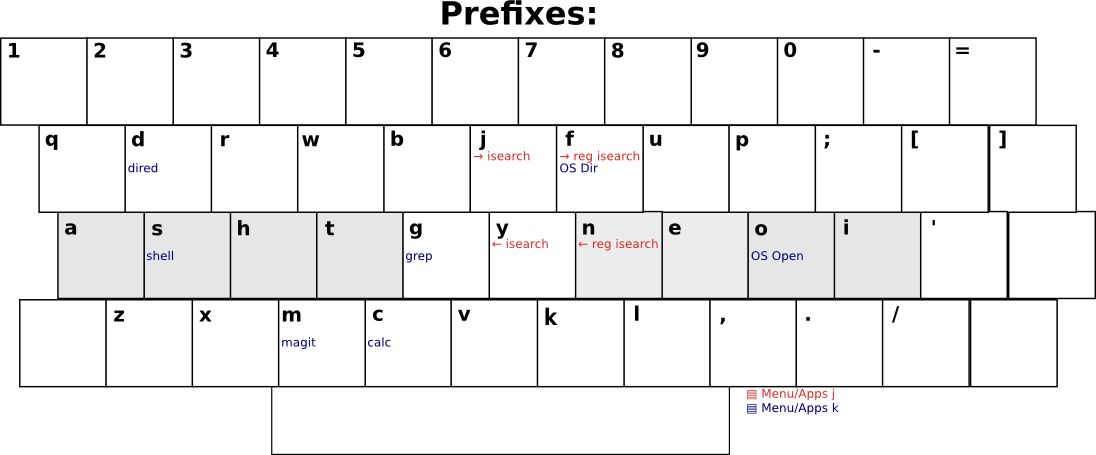 Prefixes:
1 2 3 4 5 6 7 8 9 0 - =
q d r w b j f u p ; [ ]
→ isearch → reg isearch
dired OS Dir
a s h t g y n e o i '
← isearch ← reg isearch
shell grep OS Open
z x m c v k l , . /
magit calc
▤ Menu/Apps j
▤ Menu/Apps k